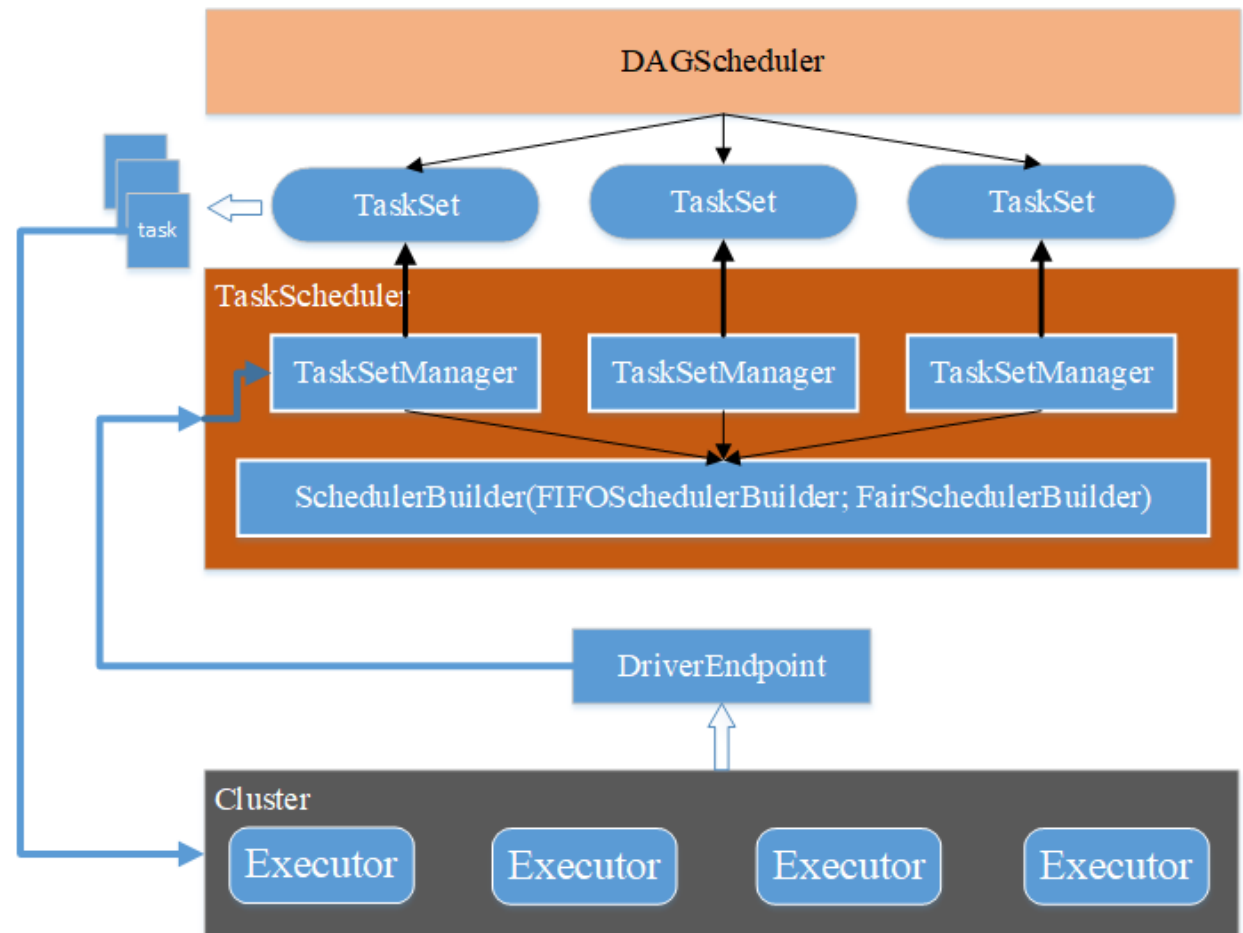 DAGScheduler
TaskSet
TaskSet
TaskSet
task
TaskScheduler
TaskSetManager
TaskSetManager
TaskSetManager
SchedulerBuilder(FIFOSchedulerBuilder; FairSchedulerBuilder)
DriverEndpoint
Cluster
Executor
Executor
Executor
Executor